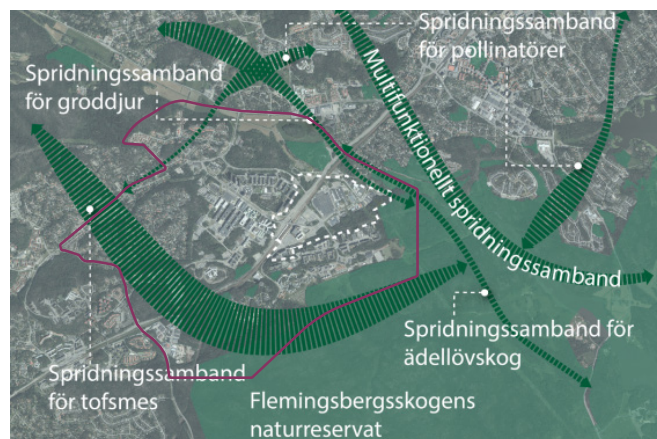 Spridningssamband
för pollinatörer
Spridningssamband
för groddjur
Multifunktionellt spridningssamband
Spridningssamband för
ädellövskog
Spridningssamband
för tofsmes
Flemingsbergsskogens
naturreservat